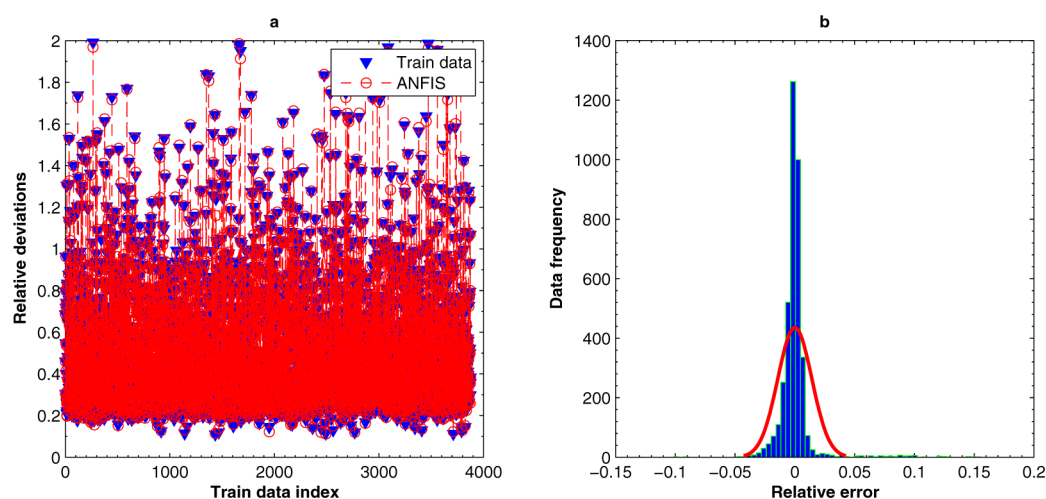 a
2
1.8
1.6
1.4
1.2
1
0.8
0.6
0.4
0.2
0
0 1000 2000 3000 4000
Relative deviations
Train data index
Train data
ANFIS
b
1400
1200
1000
800
600
400
200
0
−0.15 −0.1 −0.05 0 0.05 0.1 0.15 0.2
Data frequency
Relative error